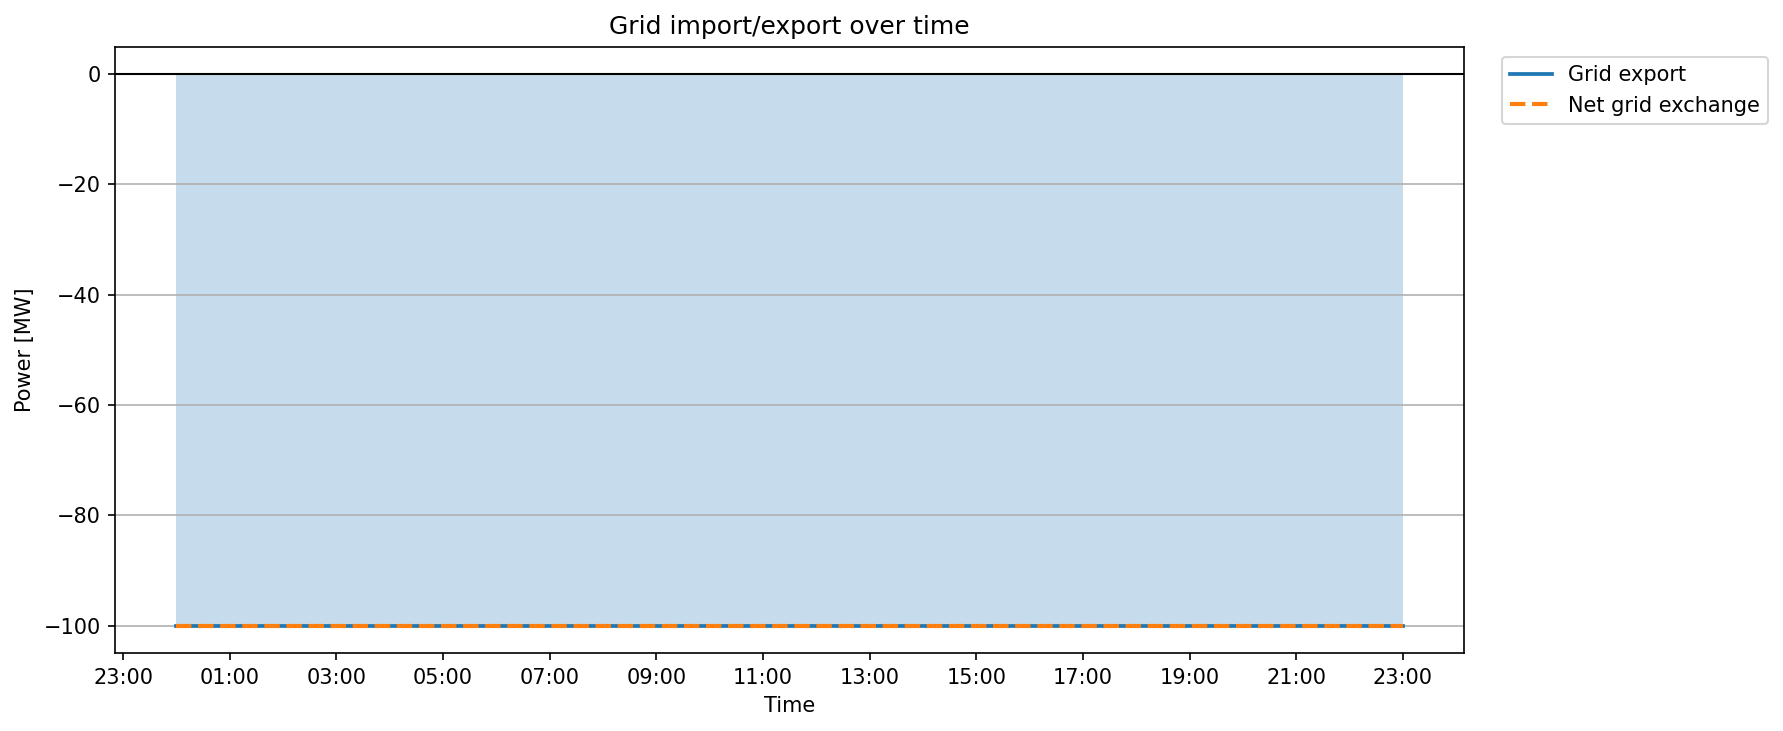 Grid import/export over time
Grid export
Net grid exchange
Power [MW]
0
−20
−40
−60
−80
−100
23:00 01:00 03:00 05:00 07:00 09:00 11:00 13:00 15:00 17:00 19:00 21:00 23:00
Time